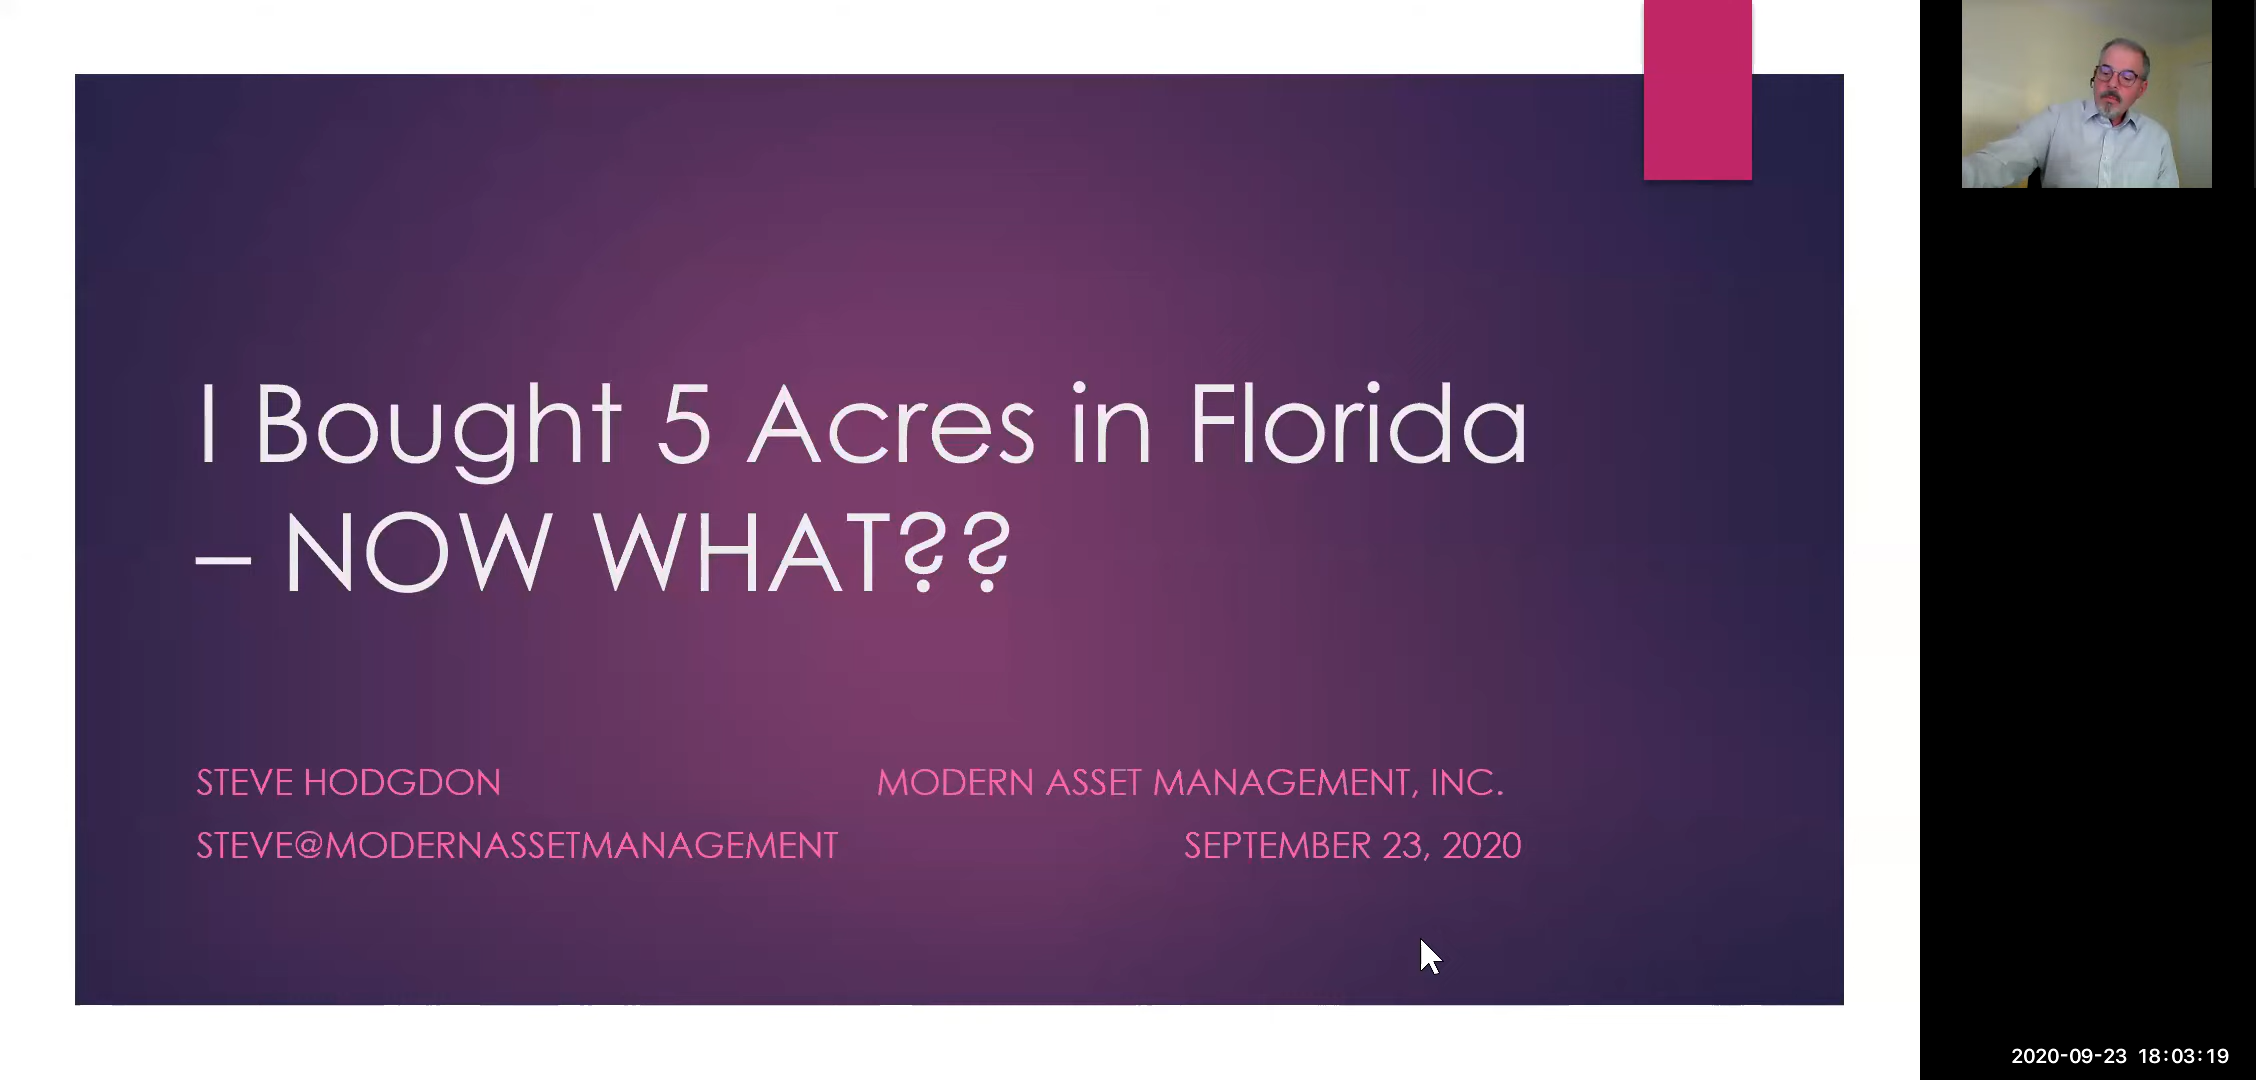 I Bought 5 Acres in Florida
– NOW WHAT??
STEVE HODGDON MODERN ASSET MANAGEMENT, INC.
STEVE@MODERNASSETMANAGEMENT SEPTEMBER 23, 2020
2020-09-23 18:03:19